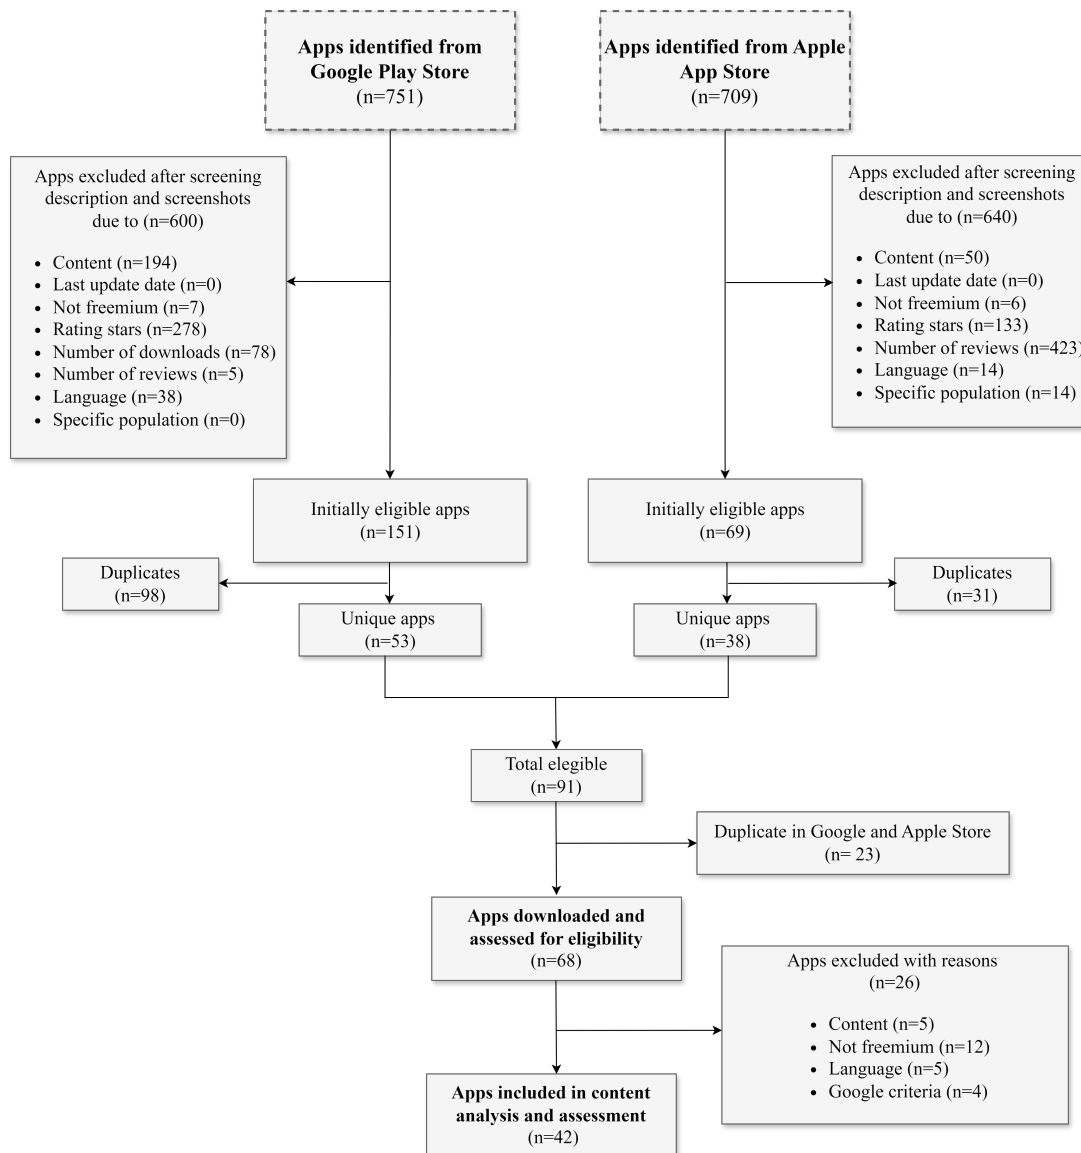 Apps identified from
Google Play Store
(n=751)
Apps identified from Apple
App Store
(n=709)
Apps excluded after screening
description and screenshots
due to (n=600)
• Content (n=194)
• Last update date (n=0)
• Not freemium (n=7)
• Rating stars (n=278)
• Number of downloads (n=78)
• Number of reviews (n=5)
• Language (n=38)
• Specific population (n=0)
Apps excluded after screening
description and screenshots
due to (n=640)
• Content (n=50)
• Last update date (n=0)
• Not freemium (n=6)
• Rating stars (n=133)
• Number of reviews (n=423)
• Language (n=14)
• Specific population (n=14)
Initially eligible apps
(n=151)
Initially eligible apps
(n=69)
Duplicates
(n=98)
Duplicates
(n=31)
Unique apps
(n=53)
Unique apps
(n=38)
Total elegible
(n=91)
Duplicate in Google and Apple Store
(n= 23)
Apps downloaded and
assessed for eligibility
(n=68)
Apps excluded with reasons
(n=26)
• Content (n=5)
• Not freemium (n=12)
• Language (n=5)
• Google criteria (n=4)
Apps included in content
analysis and assessment
(n=42)